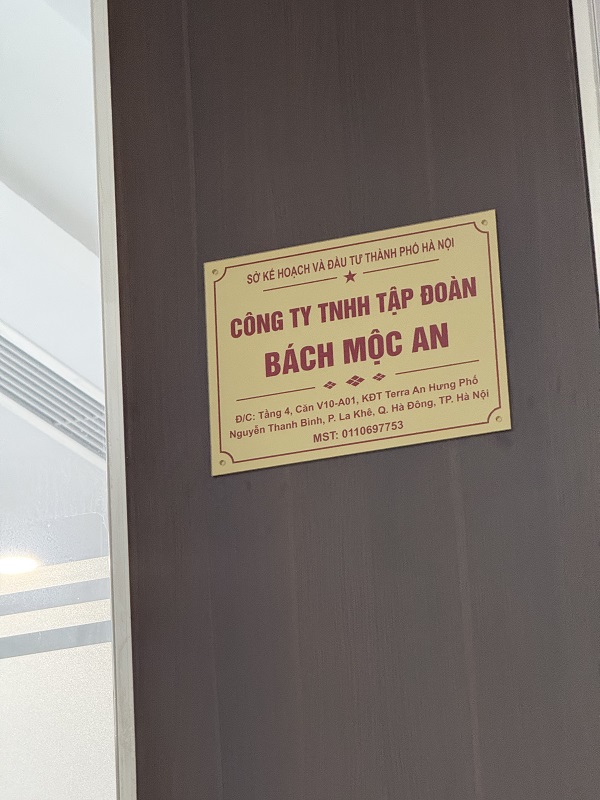 SỞ KẾ HOẠCH VÀ ĐẦU TƯ THÀNH PHỐ HÀ NỘI
CÔNG TY TNHH TẬP ĐOÀN
BÁCH MỘC AN
Đ/C: Tầng 4, Căn V10-A01, KĐT Terra An Hưng Phố
Nguyễn Thanh Bình, P. La Khê, Q. Hà Đông, TP. Hà Nội
MST: 0110697753